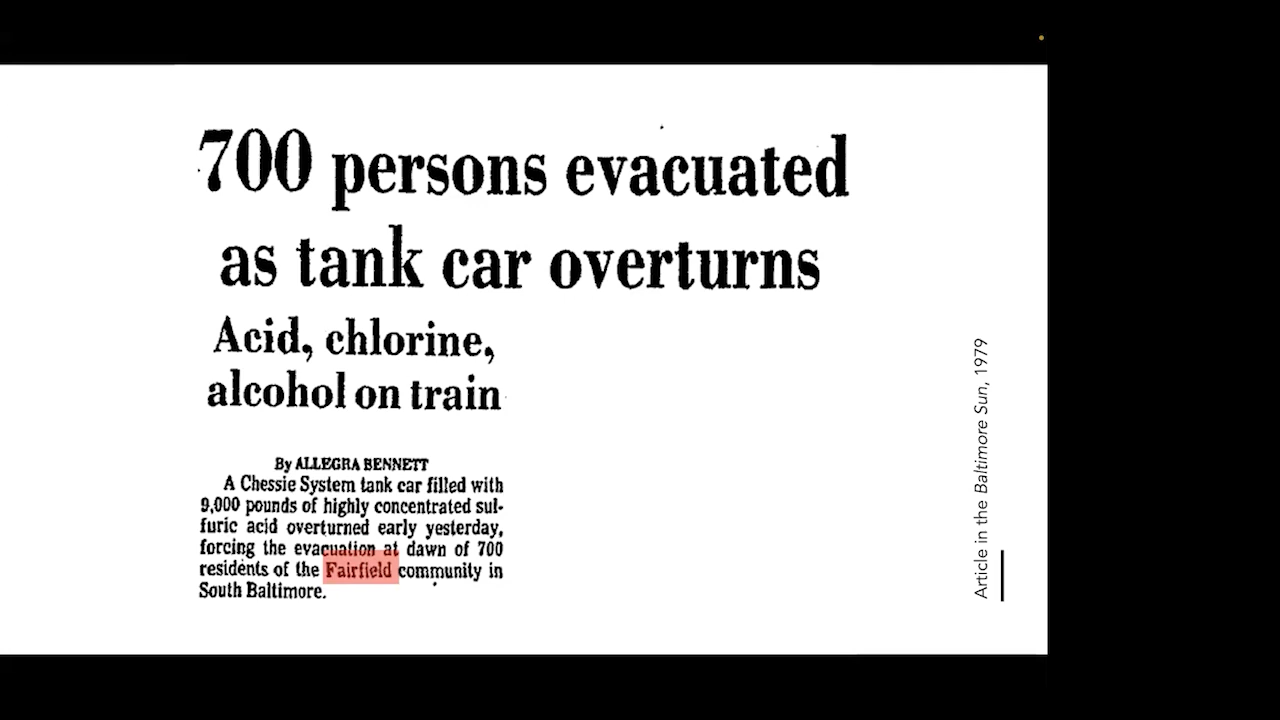 700 persons evacuated
as tank car overturns
Acid, chlorine,
alcohol on train
By ALLEGRA BENNETT
A Chessie System tank car filled with
9,000 pounds of highly concentrated sul-
furic acid overturned early yesterday,
forcing the evacuation at dawn of 700
residents of the Fairfield community in
South Baltimore.
Article in the Baltimore Sun, 1979